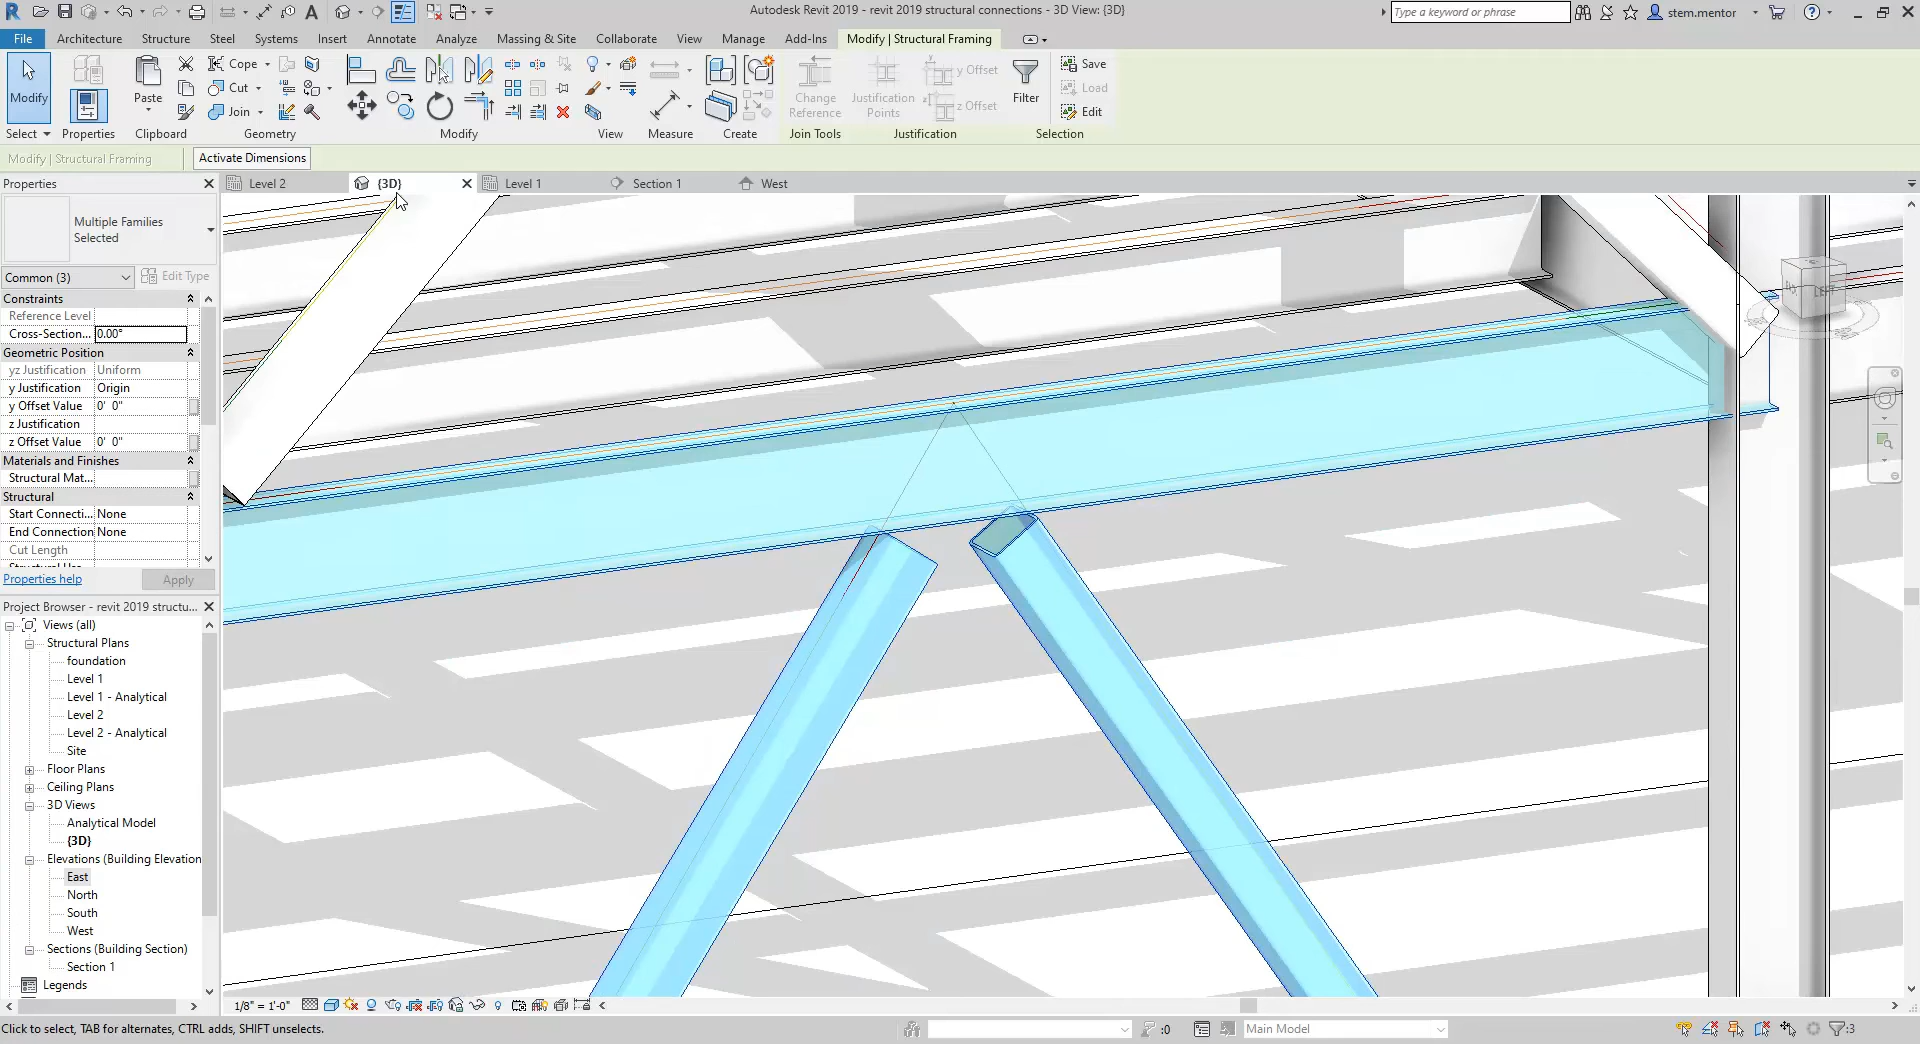 Autodesk Revit 2019 - revit 2019 structural connections - 3D View: {3D}
Type a keyword or phrase
stem.mentor
File Architecture Structure Steel Systems Insert Annotate Analyze Massing & Site Collaborate View Manage Add-Ins Modify | Structural Framing
Modify
Select
Properties
Paste
Clipboard
Cope
Cut
Join
Geometry
Modify
View
Measure
Create
Change Reference
Join Tools
Justification Points
y Offset
z Offset
Justification
Filter
Save
Load
Edit
Selection
Modify | Structural Framing
Activate Dimensions
Properties
Level 2
{3D}
Level 1
Section 1
West
Multiple Families
Selected
Common (3)
Edit Type
Constraints
Reference Level
Cross-Section... 0.00°
Geometric Position
yz Justification Uniform
y Justification Origin
y Offset Value 0' 0"
z Justification
z Offset Value 0' 0"
Materials and Finishes
Structural Mat...
Structural
Start Connecti... None
End Connection None
Cut Length
Properties help
Apply
Project Browser - revit 2019 structu...
Views (all)
Structural Plans
foundation
Level 1
Level 1 - Analytical
Level 2
Level 2 - Analytical
Site
Floor Plans
Ceiling Plans
3D Views
Analytical Model
{3D}
Elevations (Building Elevation
East
North
South
West
Sections (Building Section)
Section 1
Legends
LEFT
1/8" = 1'-0"
Click to select, TAB for alternates, CTRL adds, SHIFT unselects.
:0
Main Model
:3